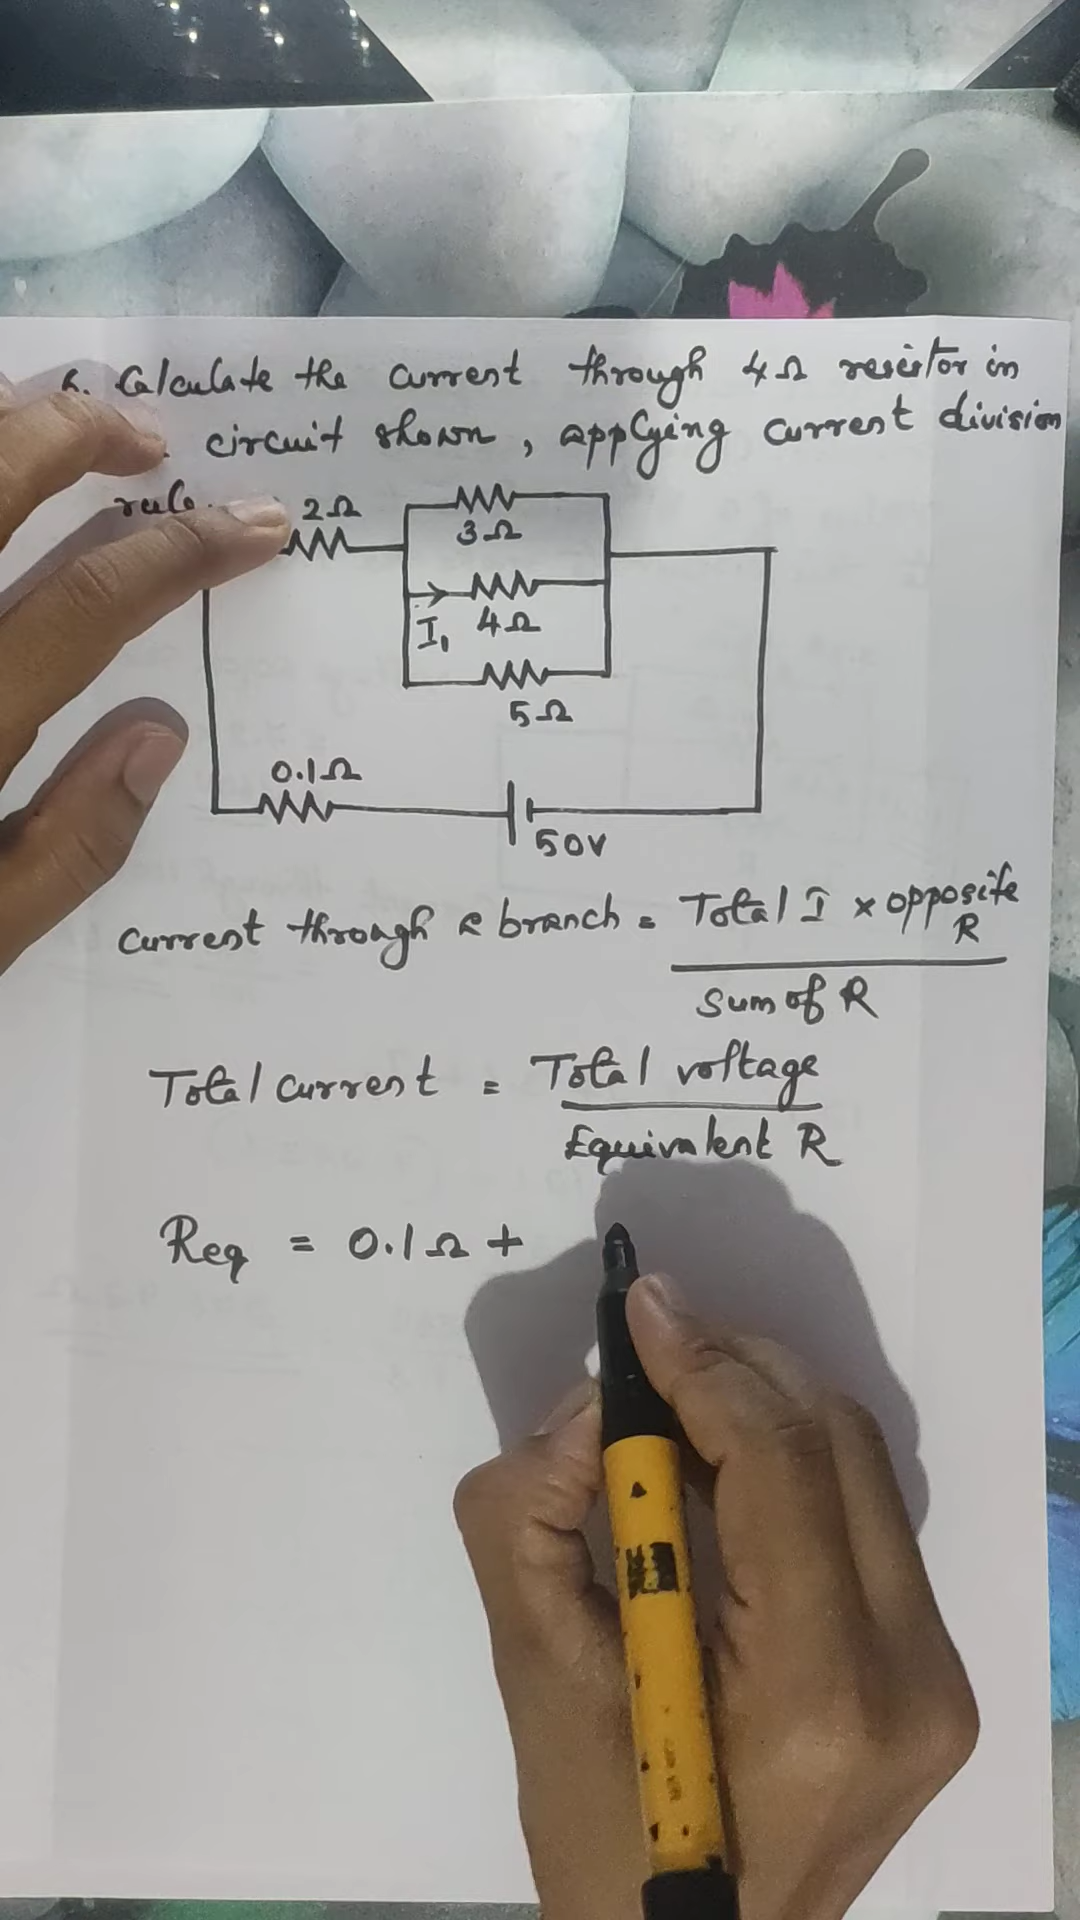 6. Calculate the current through 4Ω resistor in
circuit shown, applying current division
rule.
2Ω
3Ω
I₁ 4Ω
5Ω
0.1Ω
50V
Current through a branch = Total I × opposite R
Sum of R
Total current = Total voltage
Equivalent R
Req = 0.1Ω +